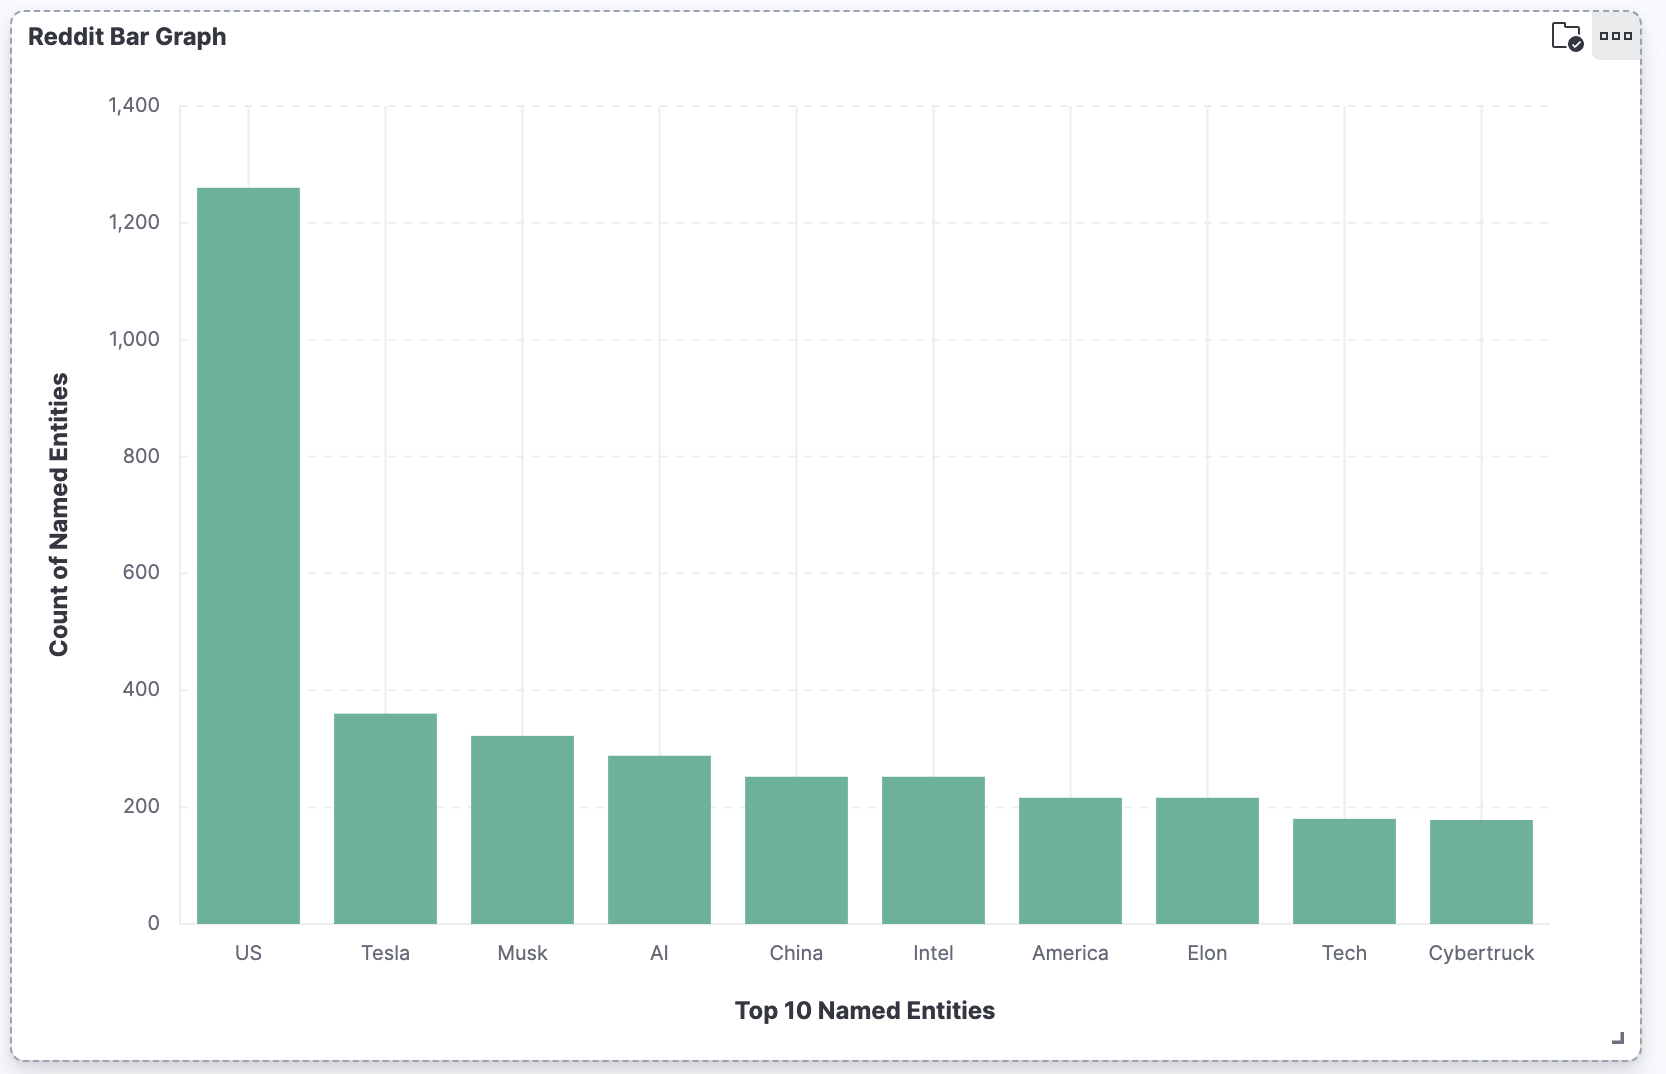 Reddit Bar Graph
1,400
1,200
1,000
800
600
400
200
0
Count of Named Entities
US Tesla Musk AI China Intel America Elon Tech Cybertruck
Top 10 Named Entities